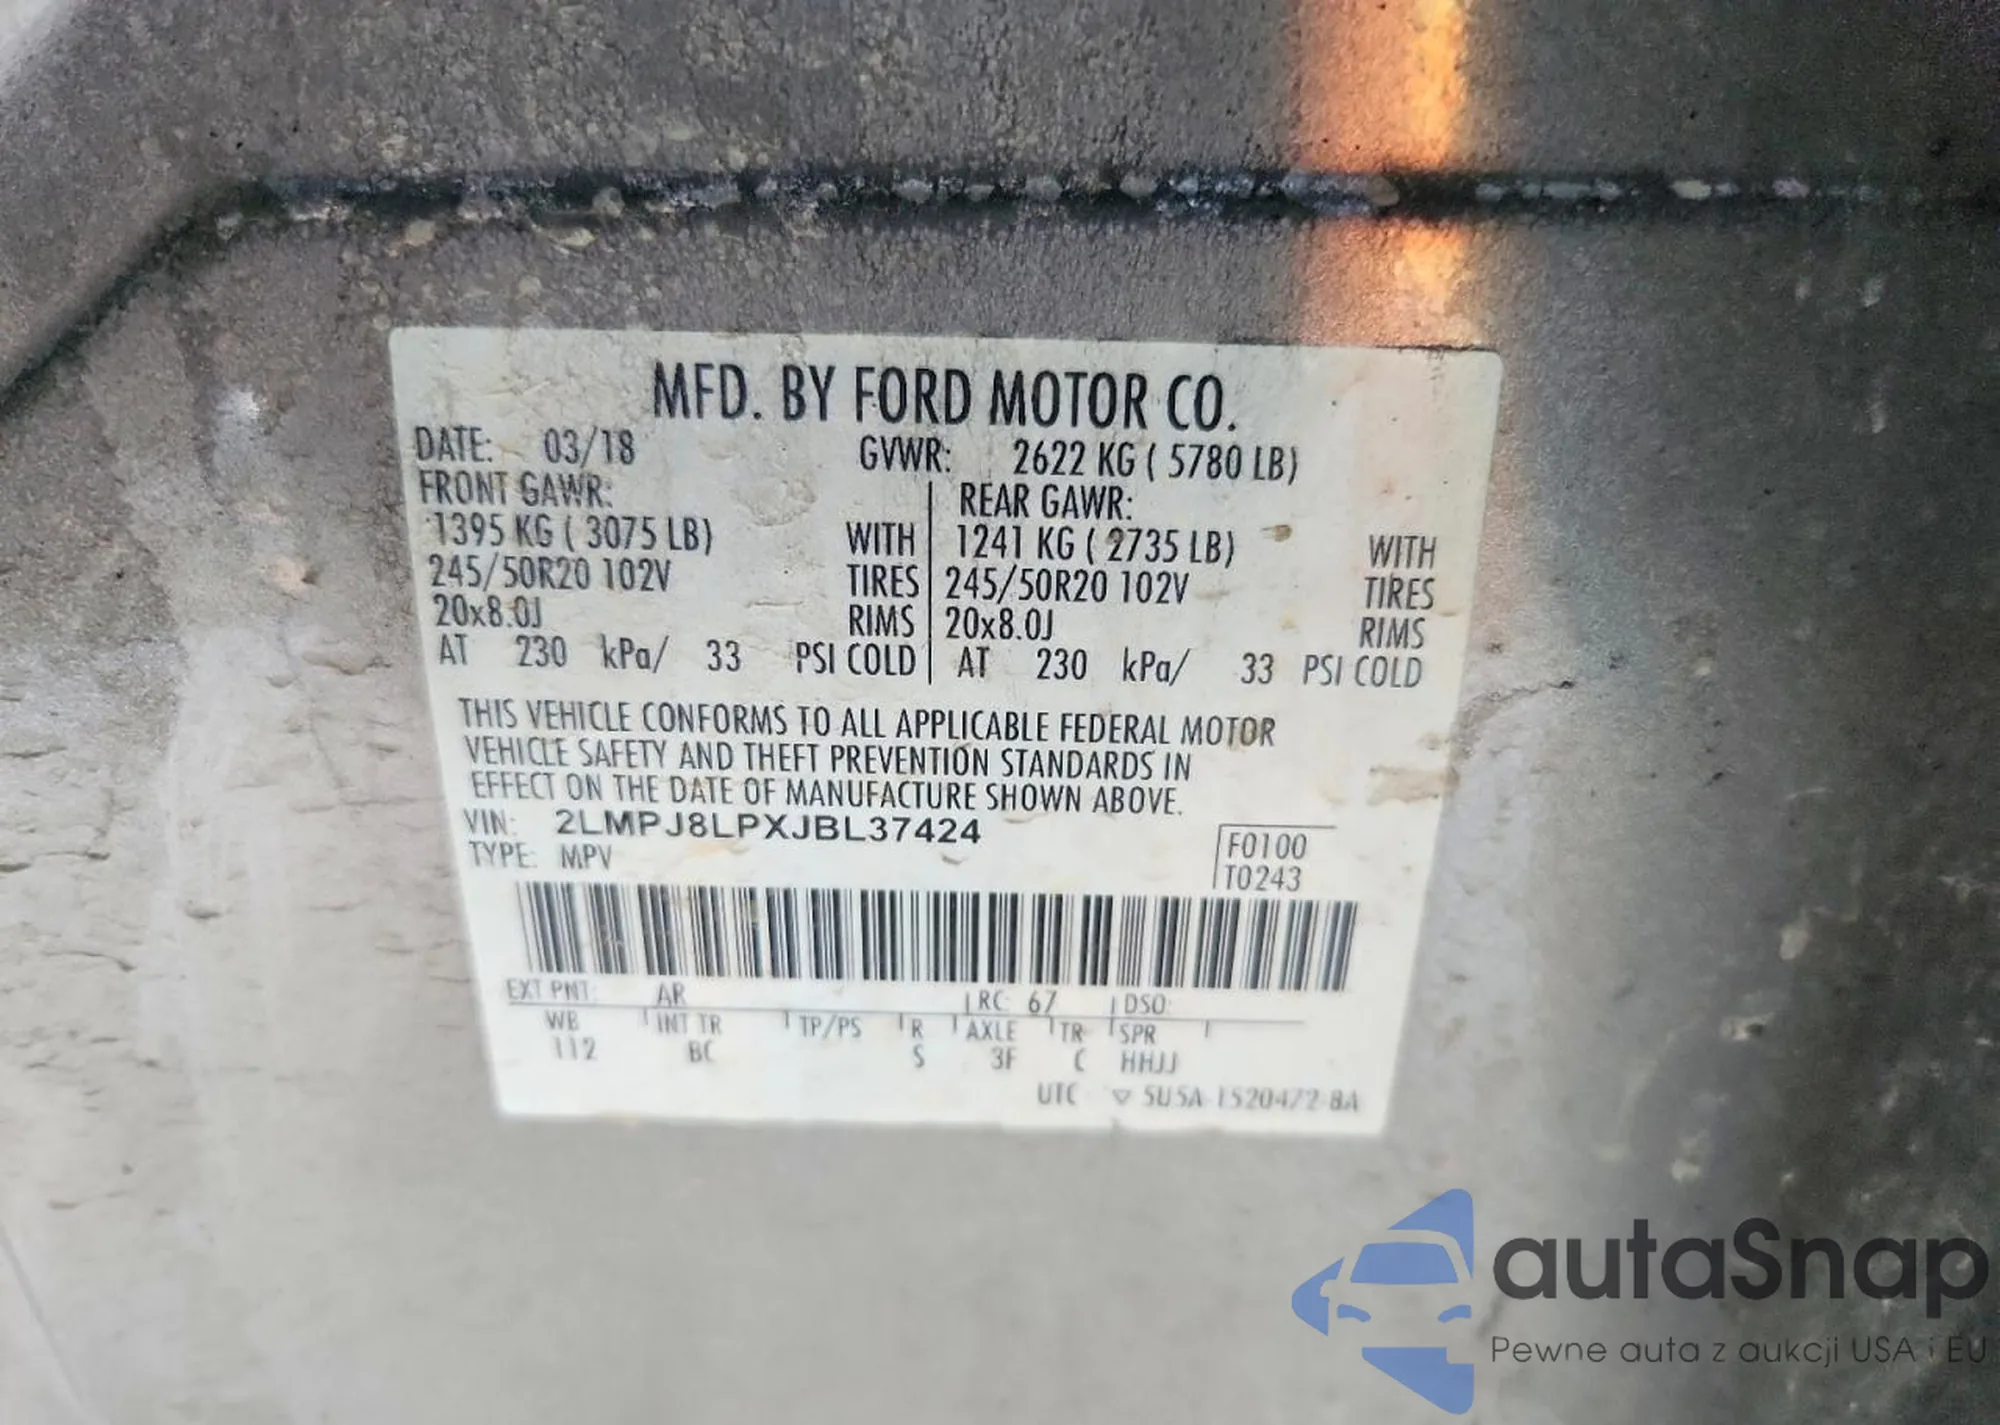 MFD. BY FORD MOTOR CO.
DATE: 03/18 GVWR: 2622 KG ( 5780 LB)
FRONT GAWR: REAR GAWR:
1395 KG ( 3075 LB) WITH 1241 KG ( 2735 LB) WITH
245/50R20 102V TIRES 245/50R20 102V TIRES
20x8.0J RIMS 20x8.0J RIMS
AT 230 kPa/ 33 PSI COLD AT 230 kPa/ 33 PSI COLD
THIS VEHICLE CONFORMS TO ALL APPLICABLE FEDERAL MOTOR
VEHICLE SAFETY AND THEFT PREVENTION STANDARDS IN
EFFECT ON THE DATE OF MANUFACTURE SHOWN ABOVE.
VIN: 2LMPJ8LPXJBL37424
TYPE: MPV
F0100
T0243
EXT PNT: AR RC: 67 DSO:
WB INT TR TP/PS R AXLE TR SPR
112 BC S 3F C HHJJ
UTC ▽ 5U5A-1520472-BA
autaSnap
Pewne auta z aukcji USA i EU